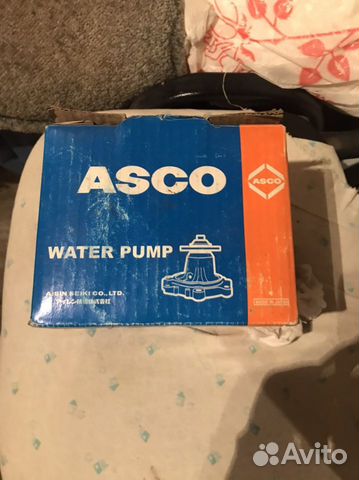 ASCO
ASCO
WATER PUMP
AISIN SEIKI CO., LTD.
MADE IN JAPAN
Avito